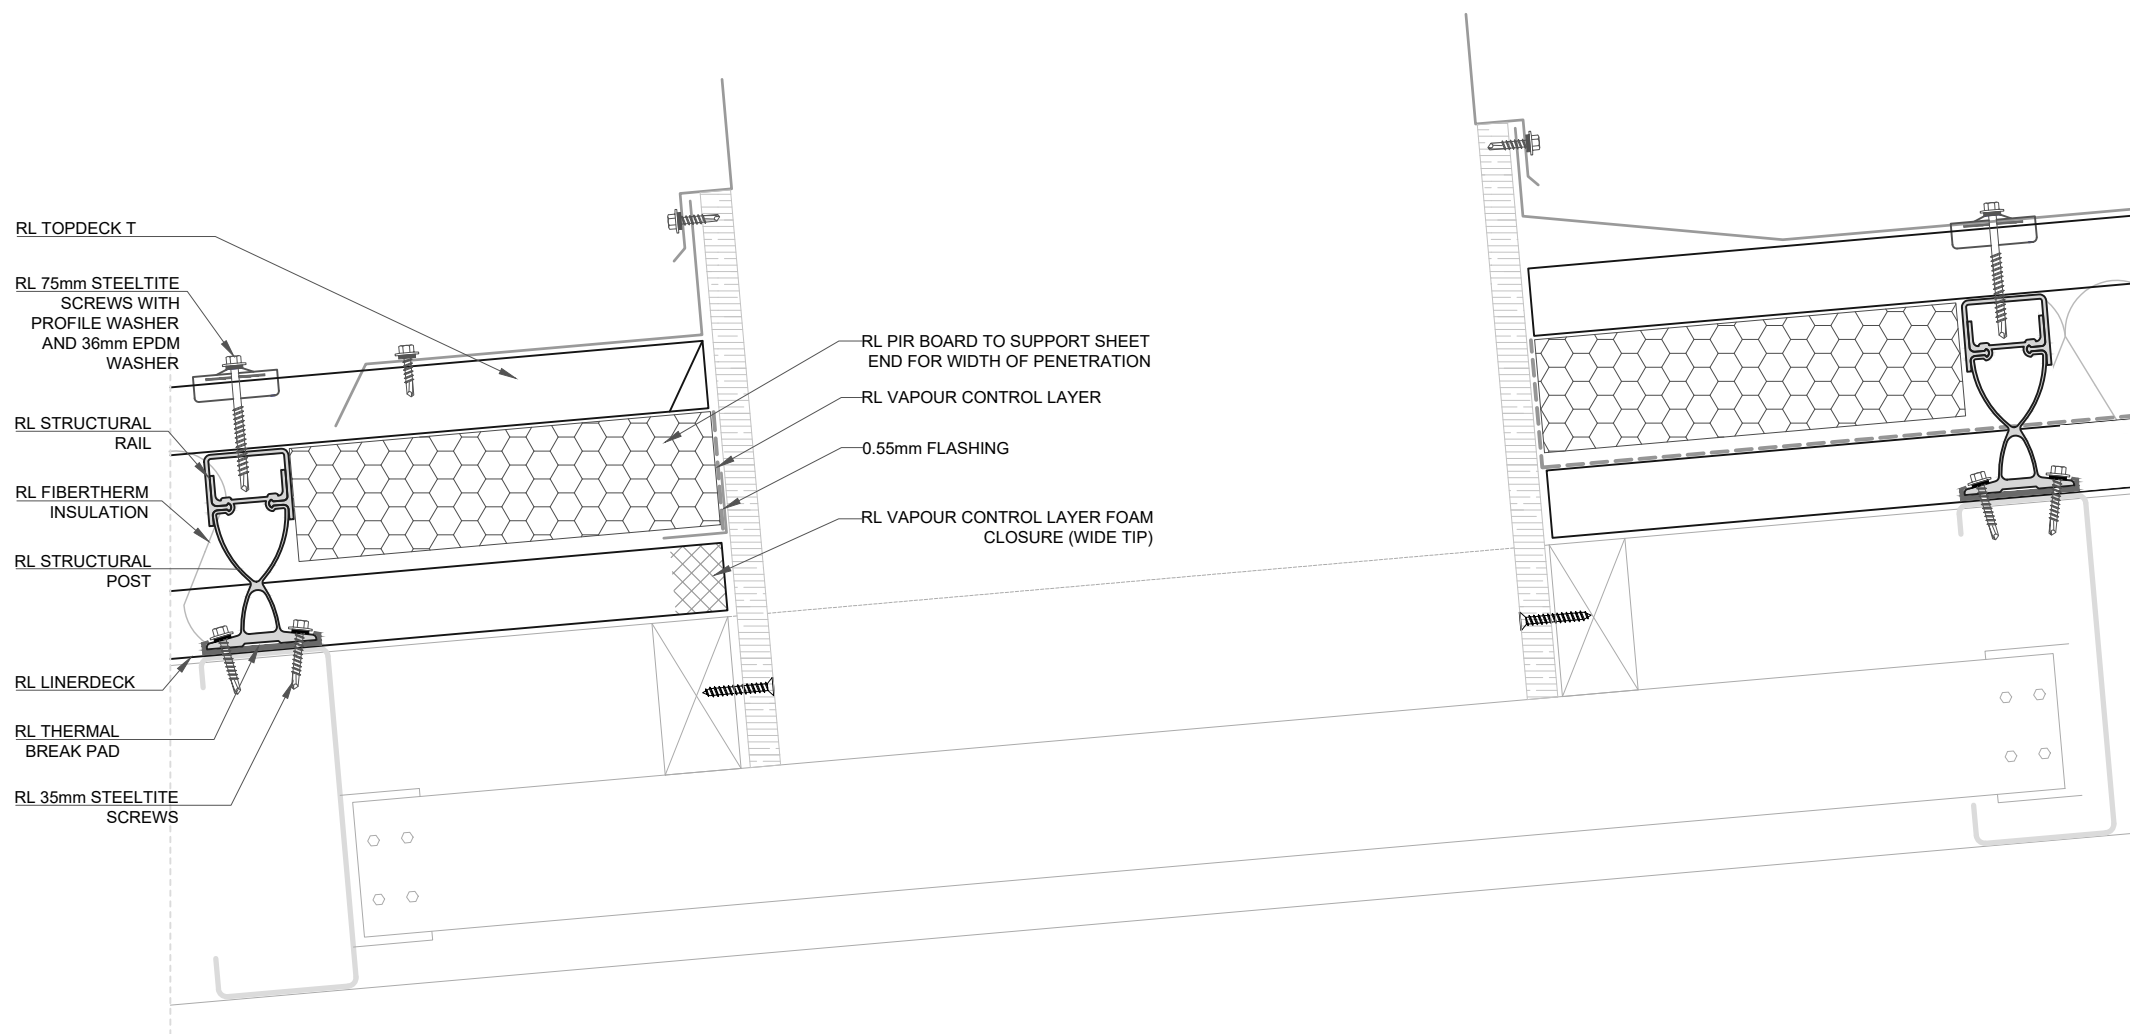 RL TOPDECK T
RL 75mm STEELTITE
SCREWS WITH
PROFILE WASHER
AND 36mm EPDM
WASHER
RL STRUCTURAL
RAIL
RL FIBERTHERM
INSULATION
RL STRUCTURAL
POST
RL LINERDECK
RL THERMAL
BREAK PAD
RL 35mm STEELTITE
SCREWS
RL PIR BOARD TO SUPPORT SHEET
END FOR WIDTH OF PENETRATION
RL VAPOUR CONTROL LAYER
0.55mm FLASHING
RL VAPOUR CONTROL LAYER FOAM
CLOSURE (WIDE TIP)